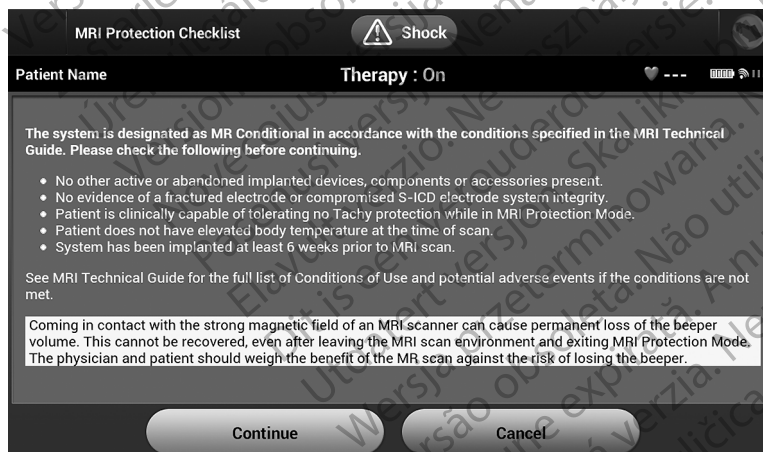 MRI Protection Checklist
Shock
Patient Name
Therapy : On
---
The system is designated as MR Conditional in accordance with the conditions specified in the MRI Technical
Guide. Please check the following before continuing.
• No other active or abandoned implanted devices, components or accessories present.
• No evidence of a fractured electrode or compromised S-ICD electrode system integrity.
• Patient is clinically capable of tolerating no Tachy protection while in MRI Protection Mode.
• Patient does not have elevated body temperature at the time of scan.
• System has been implanted at least 6 weeks prior to MRI scan.
See MRI Technical Guide for the full list of Conditions of Use and potential adverse events if the conditions are not
met.
Coming in contact with the strong magnetic field of an MRI scanner can cause permanent loss of the beeper
volume. This cannot be recovered, even after leaving the MRI scan environment and exiting MRI Protection Mode.
The physician and patient should weigh the benefit of the MR scan against the risk of losing the beeper.
Continue
Cancel